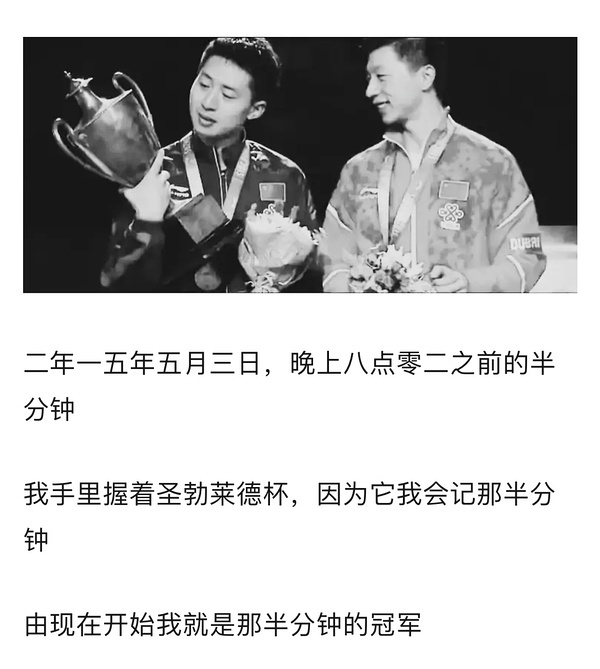 DUBAI
二年一五年五月三日，晚上八点零二之前的半
分钟
我手里握着圣勃莱德杯，因为它我会记那半分
钟
由现在开始我就是那半分钟的冠军